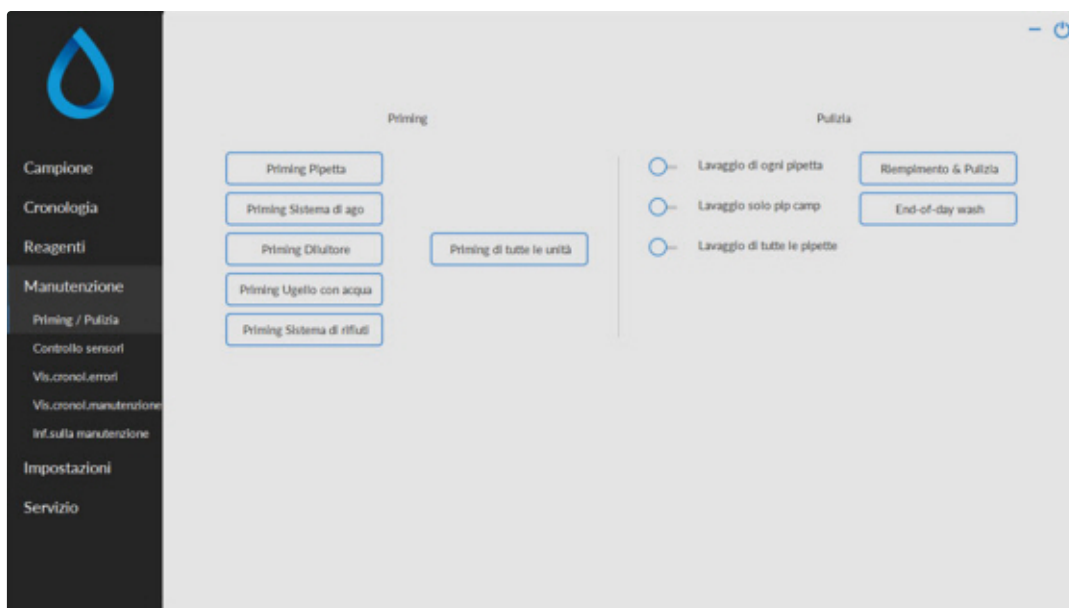 Campione
Cronologia
Reagenti
Manutenzione
Priming / Pulizia
Controllo sensori
Vis.cronol.errori
Vis.cronol.manutenzione
Inf.sulla manutenzione
Impostazioni
Servizio
Priming
Priming Pipetta
Priming Sistema di ago
Priming Diluitore
Priming Ugello con acqua
Priming Sistema di rifiuti
Priming di tutte le unità
Pulizia
Lavaggio di ogni pipetta
Lavaggio solo pip camp
Lavaggio di tutte le pipette
Riempimento & Pulizia
End-of-day wash